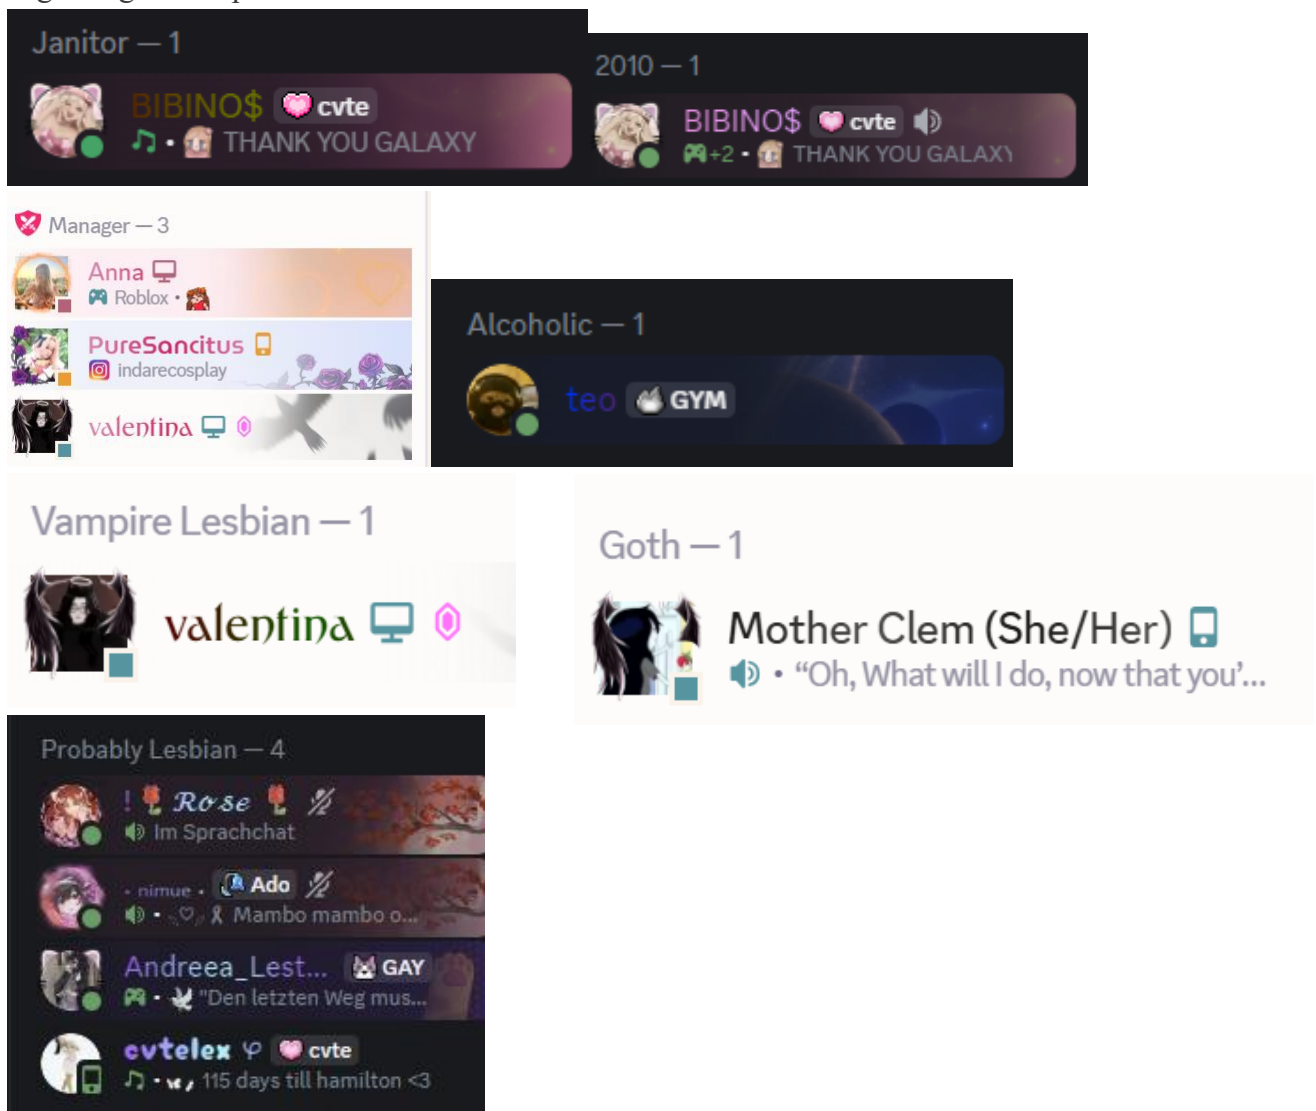 Janitor — 1
BIBINO$ cvte
THANK YOU GALAXY
2010 — 1
BIBINO$ cvte
+2 • THANK YOU GALAXY
Manager — 3
Anna
Roblox •
PureSancitus
indarecosplay
valentina
Alcoholic — 1
teo GYM
Vampire Lesbian — 1
valentina
Goth — 1
Mother Clem (She/Her)
• “Oh, What will I do, now that you’...
Probably Lesbian — 4
! Rose
Im Sprachchat
• nimue • Ado
Mambo mambo o...
Andreea_Lest... GAY
"Den letzten Weg mus...
cvtelex φ cvte
115 days till hamilton <3